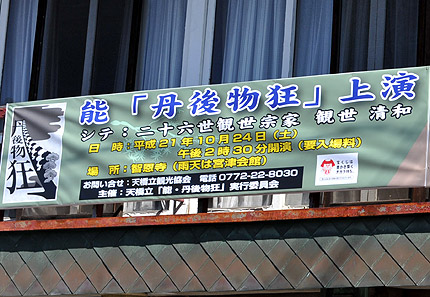 能 「丹後物狂」上演
シテ：二十六世観世宗家 観世 清和
日 時：平成21年10月24日（土）
午後2時30分開演（要入場料）
場 所：智恩寺（雨天は宮津会館）
お問い合せ：天橋立観光協会 電話0772-22-8030
主催：天橋立「能・丹後物狂」実行委員会
丹後物狂